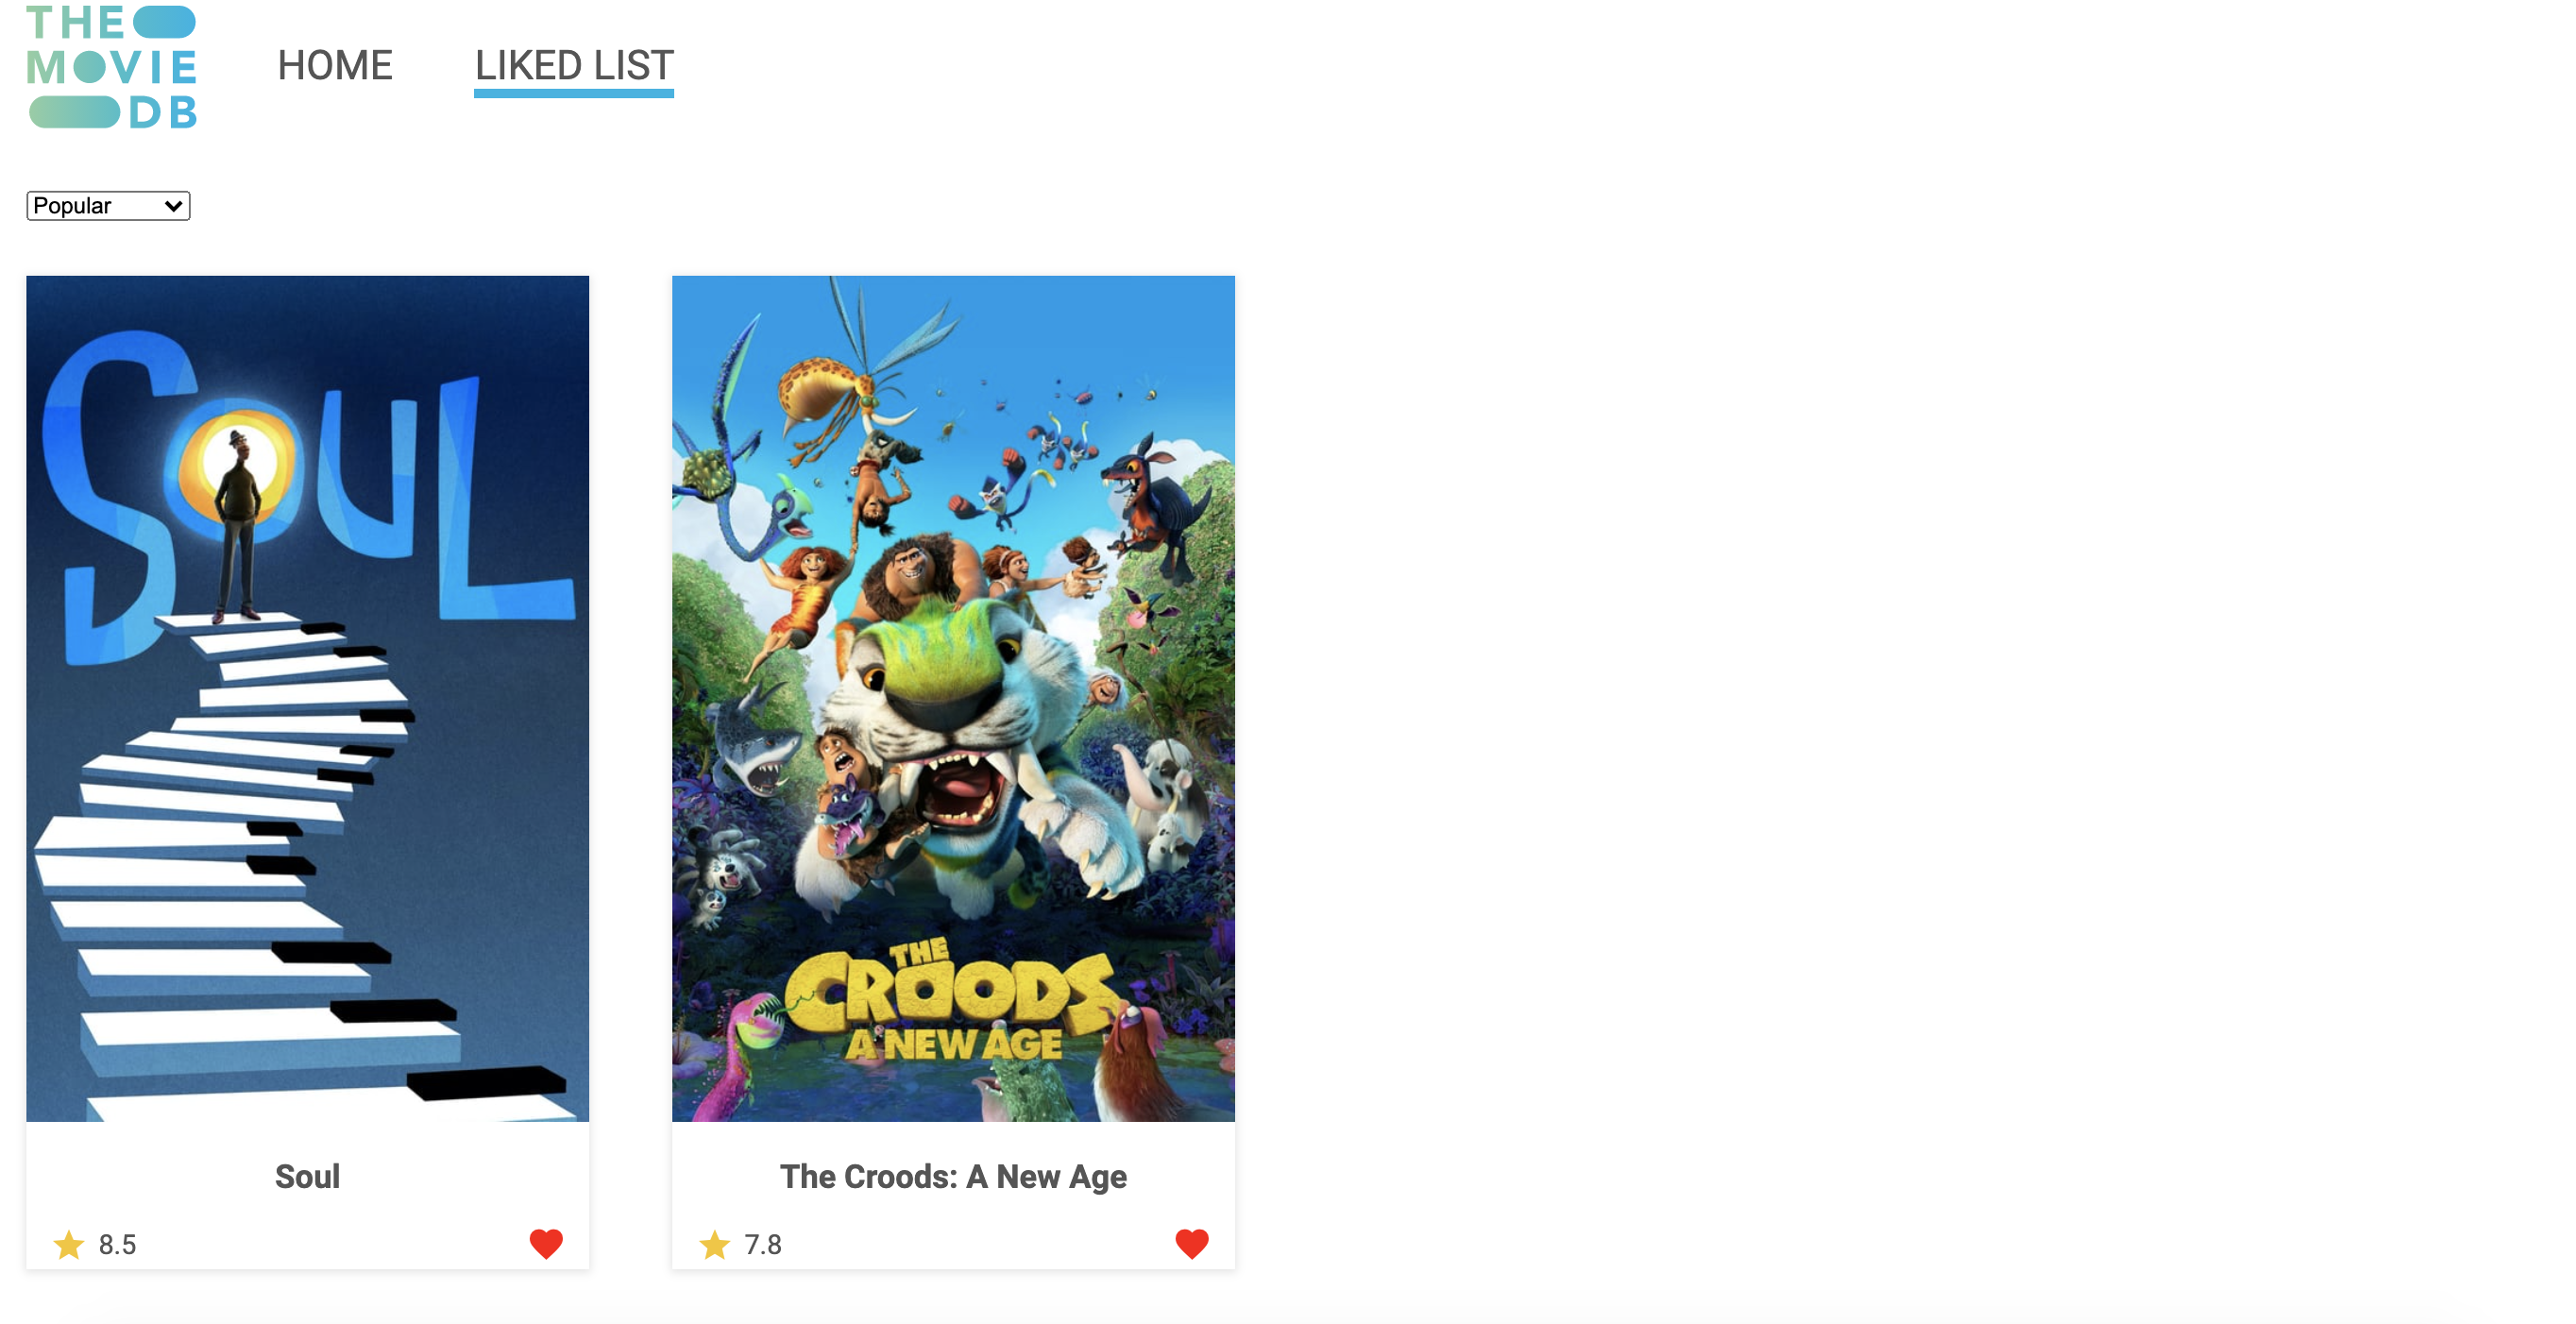 THE
MOVIE
DB
HOME
LIKED LIST
Popular
SOUL
THE
CROODS
A NEW AGE
Soul
The Croods: A New Age
8.5
7.8